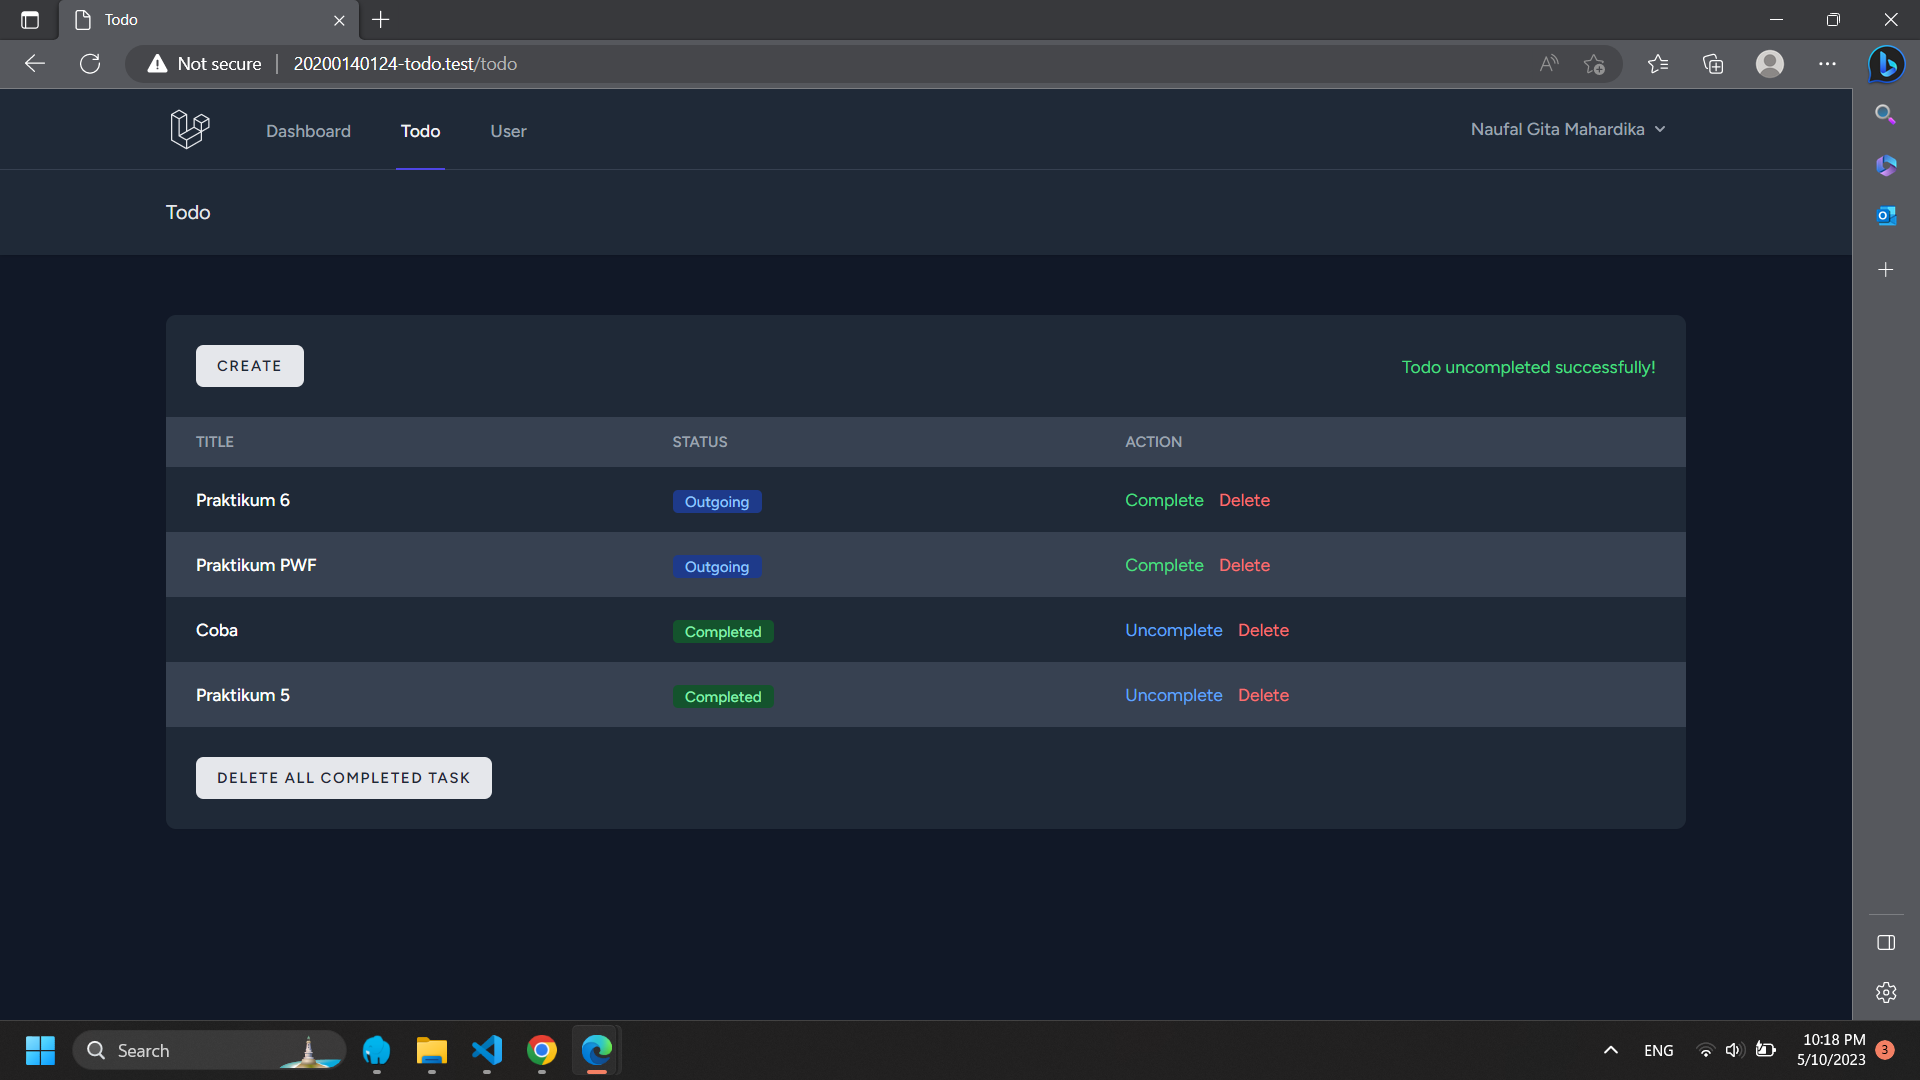 Todo
Not secure 20200140124-todo.test/todo
Dashboard Todo User Naufal Gita Mahardika
Todo
CREATE Todo uncompleted successfully!
TITLE STATUS ACTION
Praktikum 6 Outgoing Complete Delete
Praktikum PWF Outgoing Complete Delete
Coba Completed Uncomplete Delete
Praktikum 5 Completed Uncomplete Delete
DELETE ALL COMPLETED TASK
Search ENG 10:18 PM
5/10/2023 3